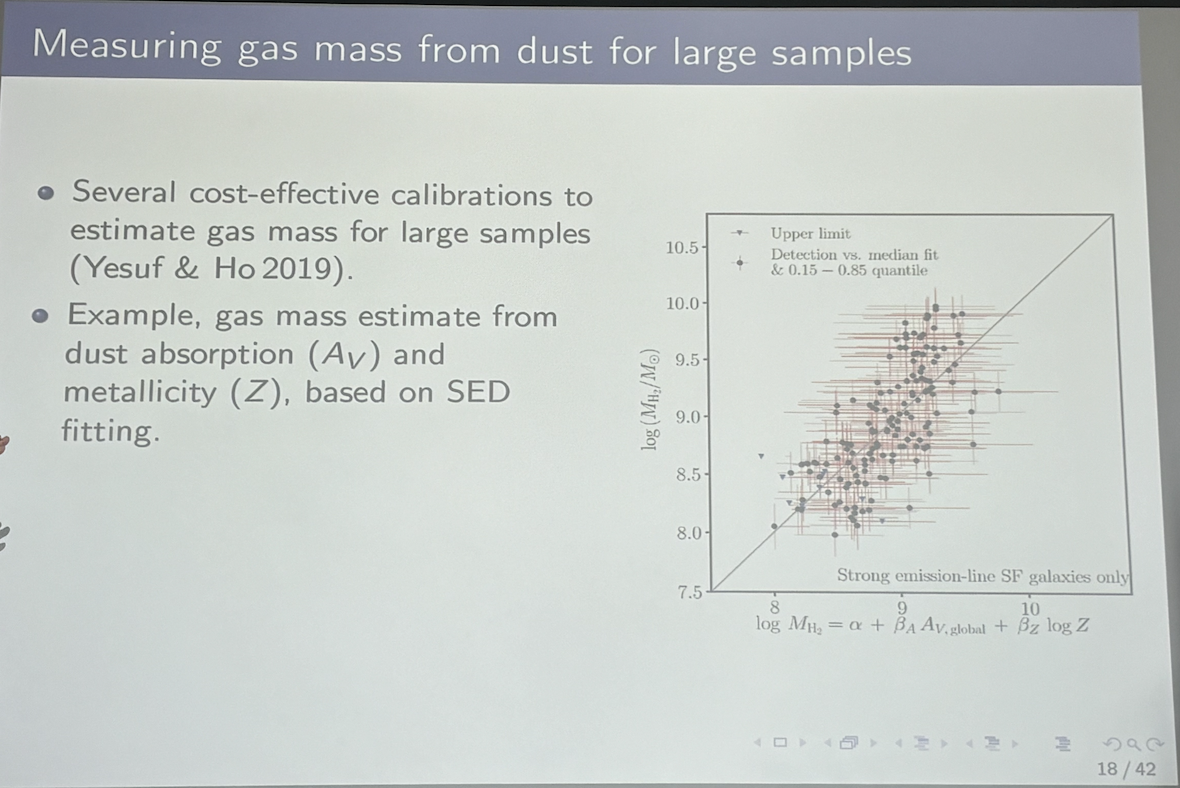 Measuring gas mass from dust for large samples
Several cost-effective calibrations to
estimate gas mass for large samples
(Yesuf & Ho 2019).
Example, gas mass estimate from
dust absorption (A_V) and
metallicity (Z), based on SED
fitting.
Upper limit
Detection vs. median fit
& 0.15 − 0.85 quantile
10.5
10.0
9.5
9.0
8.5
8.0
7.5
log (M_H₂/M_⊙)
Strong emission-line SF galaxies only
8 9 10
log M_H₂ = α + β_A A_V,global + β_Z log Z
18 / 42